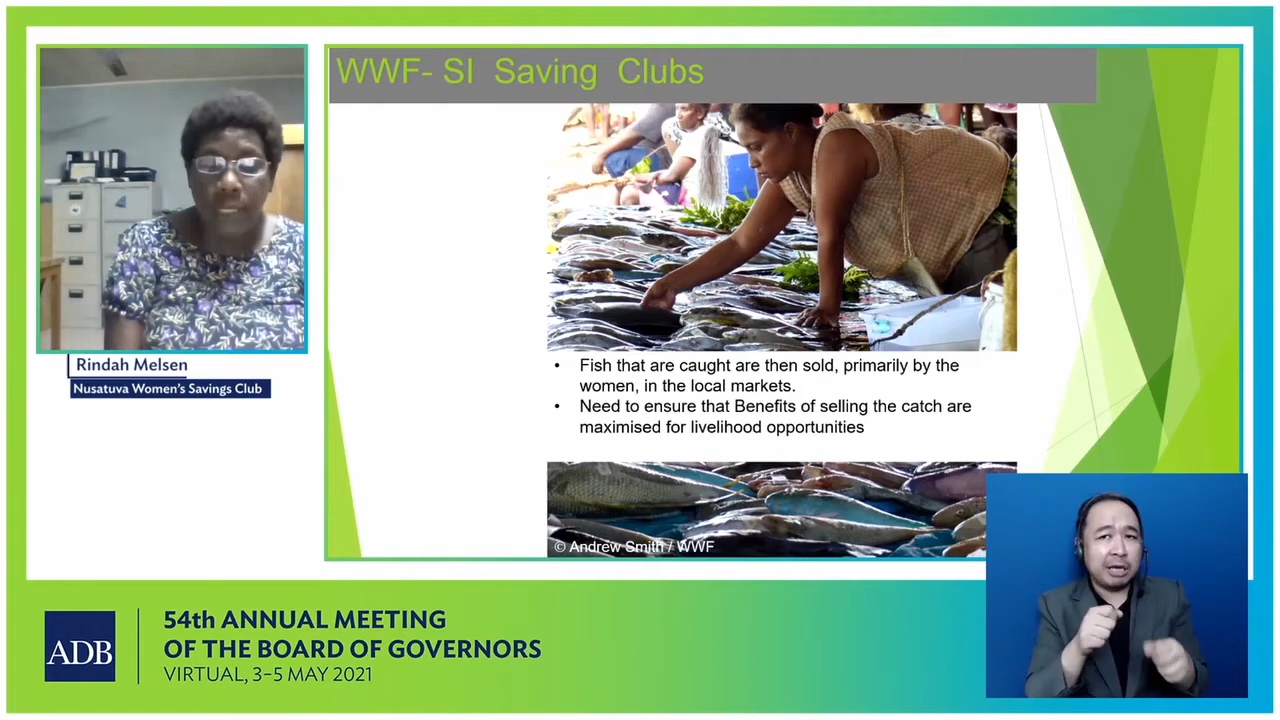 WWF- SI Saving Clubs
Rindah Melsen
Nusatuva Women's Savings Club
• Fish that are caught are then sold, primarily by the
women, in the local markets.
• Need to ensure that Benefits of selling the catch are
maximised for livelihood opportunities
© Andrew Smith / WWF
ADB
54th ANNUAL MEETING
OF THE BOARD OF GOVERNORS
VIRTUAL, 3–5 MAY 2021